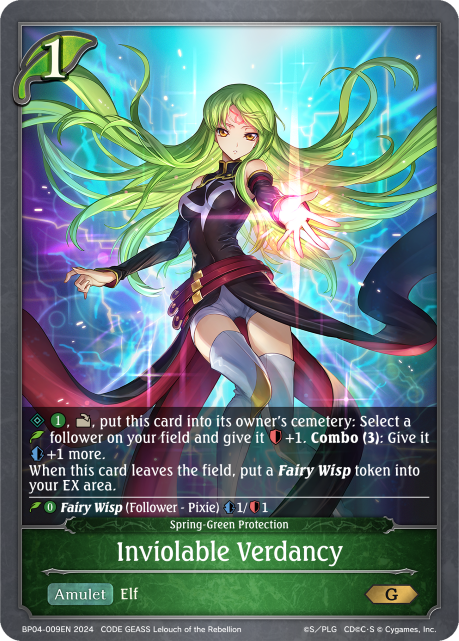 1
1, , put this card into its owner's cemetery: Select a
follower on your field and give it +1. Combo (3): Give it
+1 more.
When this card leaves the field, put a Fairy Wisp token into
your EX area.
0 Fairy Wisp (Follower - Pixie) 1/ 1
Spring-Green Protection
Inviolable Verdancy
Amulet Elf G
BP04-009EN 2024 CODE GEASS Lelouch of the Rebellion ©S／PLG CD©C·S © Cygames, Inc.